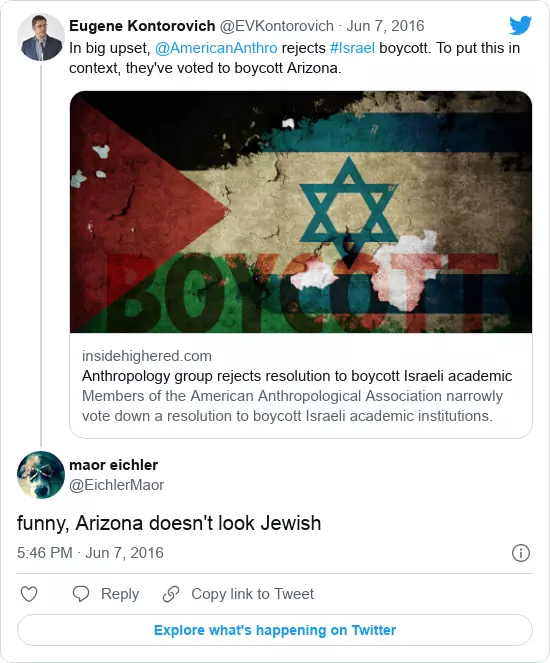 Eugene Kontorovich @EVKontorovich · Jun 7, 2016
In big upset, @AmericanAnthro rejects #Israel boycott. To put this in
context, they've voted to boycott Arizona.
BOYCOTT
insidehighered.com
Anthropology group rejects resolution to boycott Israeli academic
Members of the American Anthropological Association narrowly
vote down a resolution to boycott Israeli academic institutions.
maor eichler
@EichlerMaor
funny, Arizona doesn't look Jewish
5:46 PM · Jun 7, 2016
Reply
Copy link to Tweet
Explore what's happening on Twitter